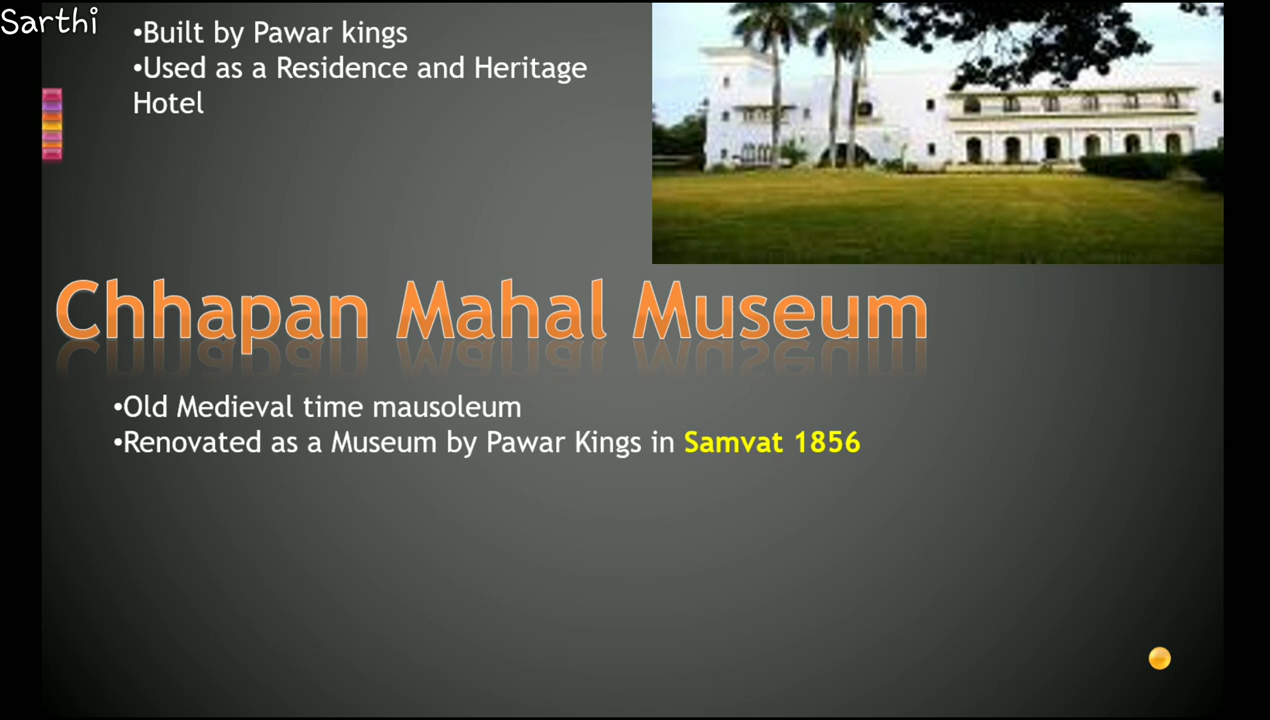 Sarthi
•Built by Pawar kings
•Used as a Residence and Heritage
Hotel
Chhapan Mahal Museum
•Old Medieval time mausoleum
•Renovated as a Museum by Pawar Kings in Samvat 1856